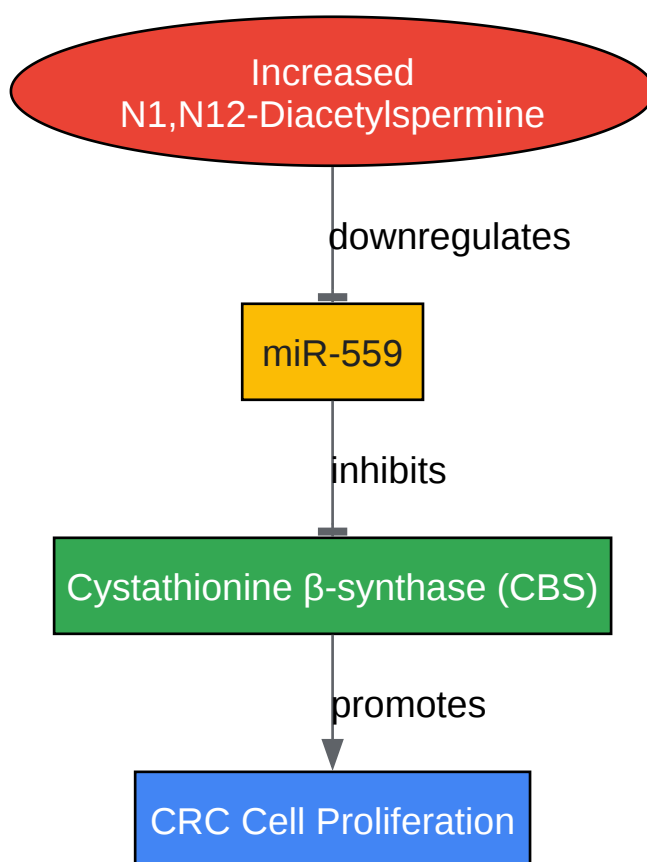 Increased
N1,N12-Diacetylspermine
downregulates
miR-559
inhibits
Cystathionine β-synthase (CBS)
promotes
CRC Cell Proliferation